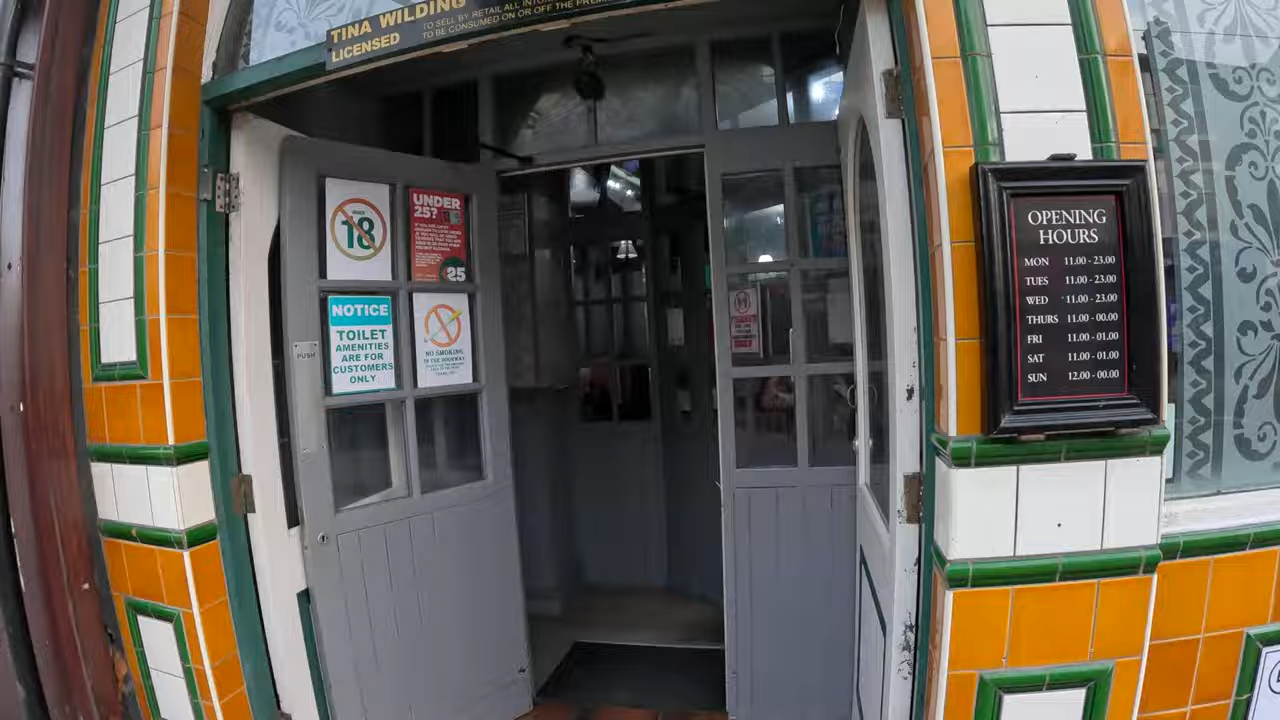 TINA WILDING
LICENSED
TO SELL BY RETAIL ALL
TO BE CONSUMED ON OR OFF THE
18
UNDER
25?
25
NOTICE
TOILET
AMENITIES
ARE FOR
CUSTOMERS
ONLY
NO SMOKING
IN THE DOORWAY
PUSH
OPENING
HOURS
MON 11.00 - 23.00
TUES 11.00 - 23.00
WED 11.00 - 23.00
THURS 11.00 - 00.00
FRI 11.00 - 01.00
SAT 11.00 - 01.00
SUN 12.00 - 00.00